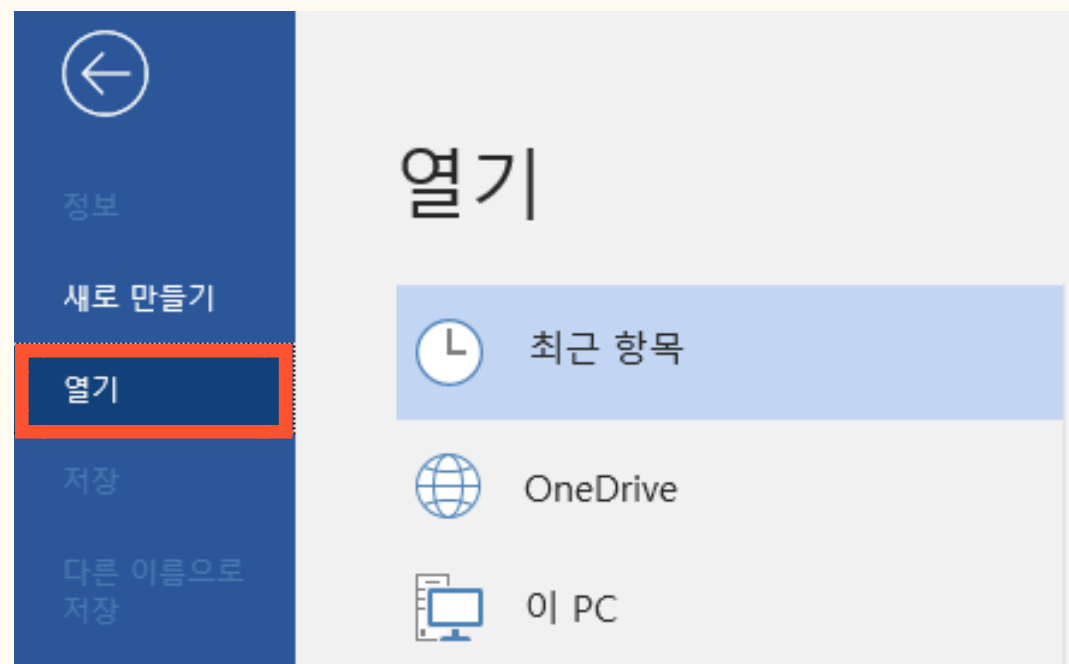 정보
새로 만들기
열기
저장
다른 이름으로
저장
열기
최근 항목
OneDrive
이 PC